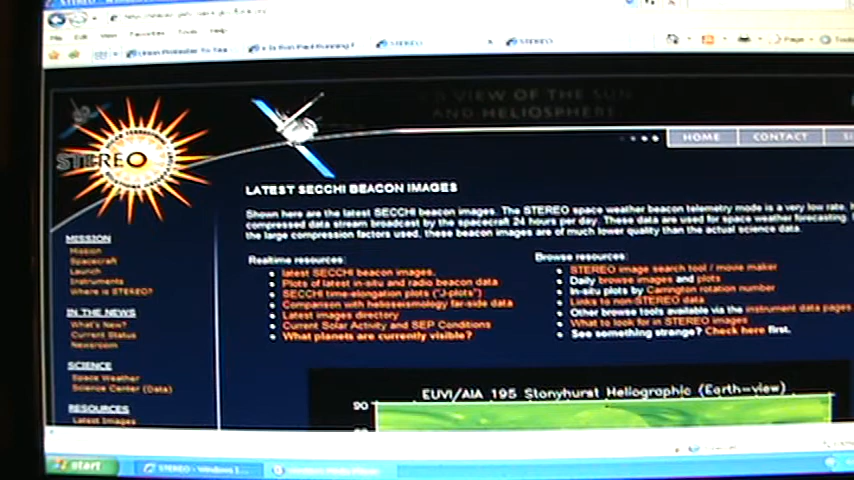 Favorites Tools Help
STEREO
STEREO
Page
3-D VIEW OF THE SUN
AND HELIOSPHERE
STEREO
HOME CONTACT
LATEST SECCHI BEACON IMAGES
Shown here are the latest SECCHI beacon images. The STEREO space weather beacon telemetry mode is a very low rate,
compressed data stream broadcast by the spacecraft 24 hours per day. These data are used for space weather forecasting.
the large compression factors used, these beacon images are of much lower quality than the actual science data.
Realtime resources:
latest SECCHI beacon images.
Plots of latest in-situ and radio beacon data
SECCHI time-elongation plots ("J-plots")
Comparison with helioseismology far-side data
Latest images directory
Current Solar Activity and SEP Conditions
What planets are currently visible?
Browse resources:
STEREO image search tool / movie maker
Daily browse images and plots
In-situ plots by Carrington rotation number
Links to non-STEREO data
Other browse tools available via the instrument data pages
What to look for in STEREO images
See something strange? Check here first.
MISSION
Mission
Spacecraft
Launch
Instruments
Where is STEREO?
IN THE NEWS
What's New?
Current Status
Newsroom
SCIENCE
Space Weather
Science Center (Data)
RESOURCES
Latest Images
EUVI/AIA 195 Stonyhurst Heliographic (Earth-view)
90
start
STEREO - Windows I...